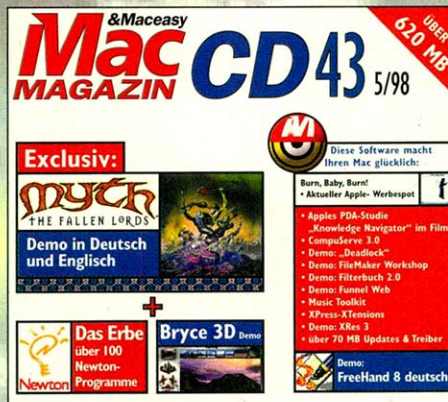 &Maceasy
Mac
MAGAZIN
CD 43 5/98
ÜBER
620 MB
Exclusiv:
MYTH
THE FALLEN LORDS
Demo in Deutsch
und Englisch
+
Newton
Das Erbe
über 100
Newton-
Programme
Bryce 3D Demo
Diese Software macht
Ihren Mac glücklich:
Burn, Baby, Burn!
• Aktueller Apple- Werbespot
• Apples PDA-Studie
„Knowledge Navigator" im Film
• CompuServe 3.0
• Demo: „Deadlock"
• Demo: FileMaker Workshop
• Demo: Filterbuch 2.0
• Demo: Funnel Web
• Music Toolkit
• XPress-XTensions
• Demo: XRes 3
• über 70 MB Updates & Treiber
Demo:
FreeHand 8 deutsch